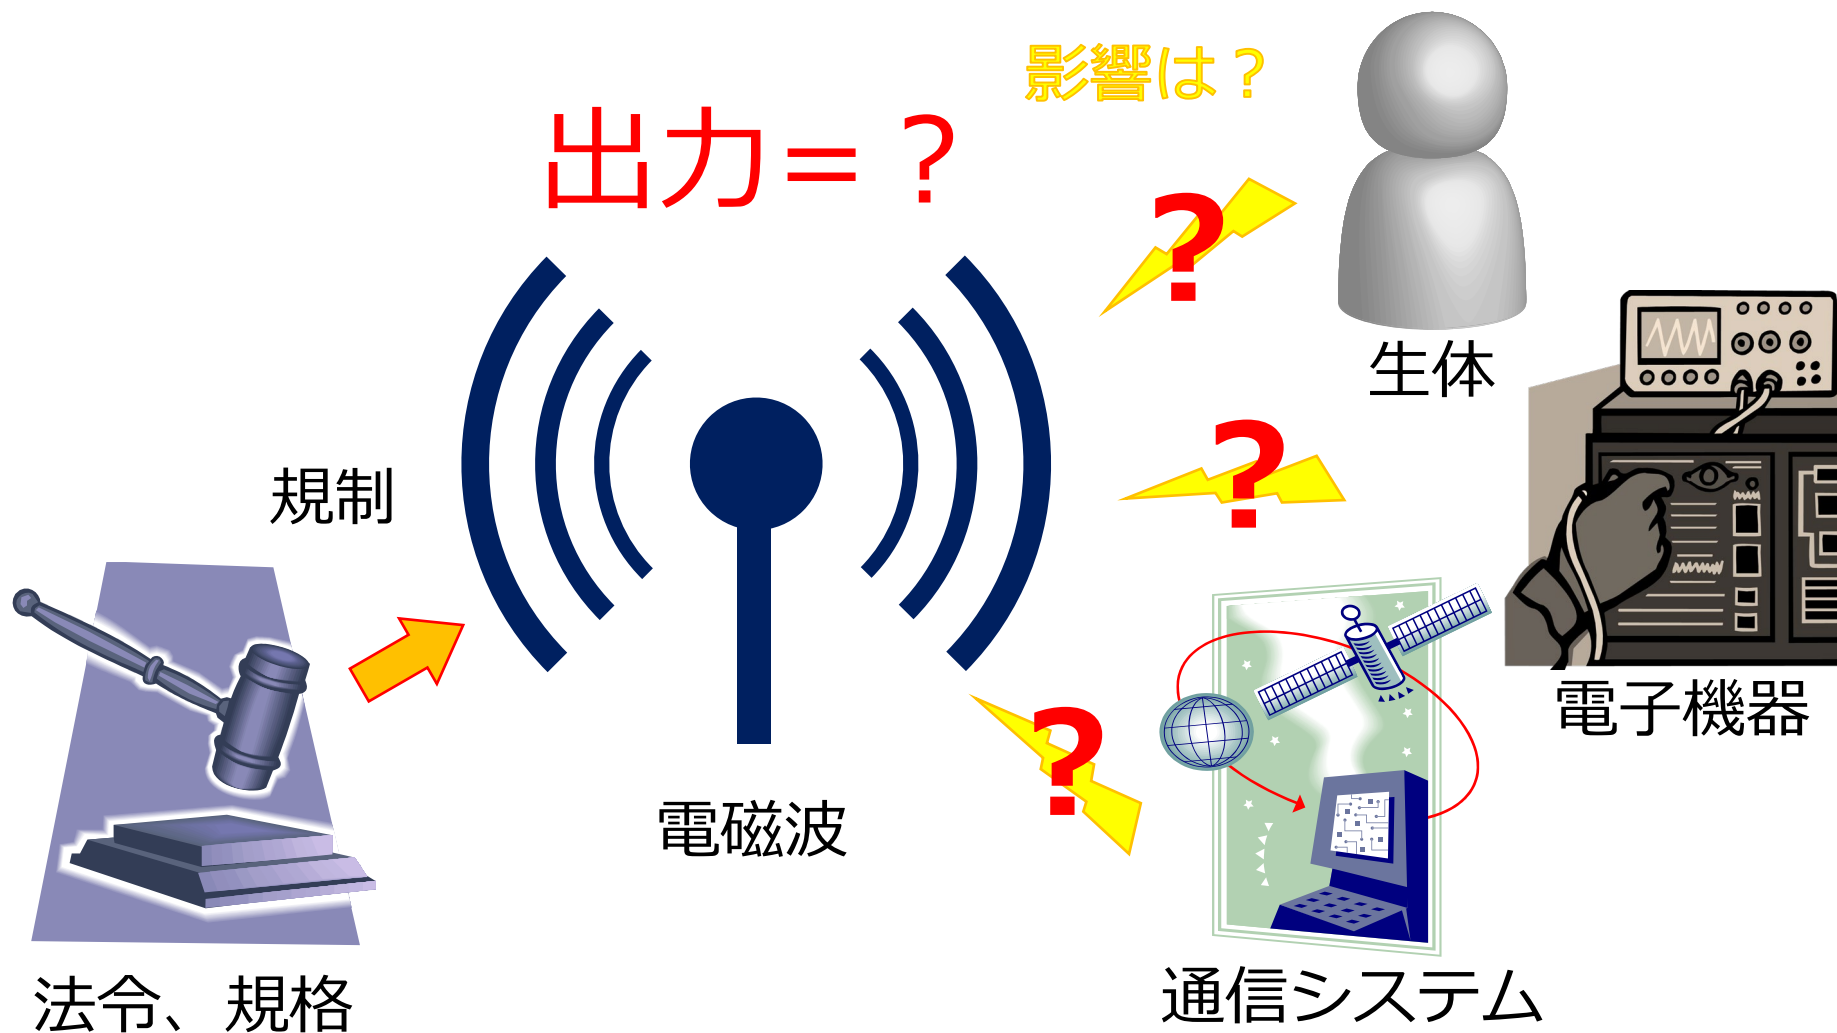 影響は？
出力=？
?
生体
?
規制
電子機器
?
電磁波
法令、規格
通信システム